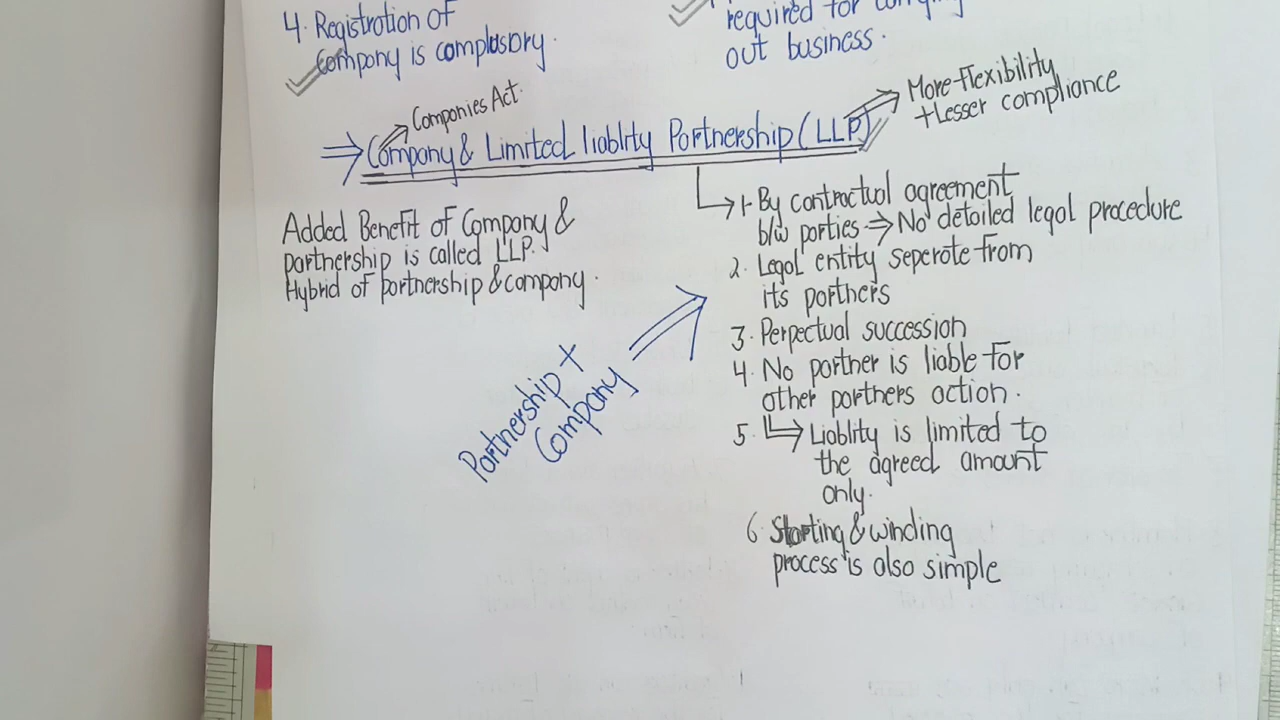 4. Registration of
Company is complusory.
required for carrying
out business.
Companies Act.
⇒ Company & Limited liablity Partnership (LLP)
More flexibility
+ Lesser compliance
Added Benefit of Company &
partnership is called LLP.
Hybrid of partnership & company.
Partnership +
Company
1. By contractual agreement
b/w parties ⇒ No detailed legal procedure
2. Legal entity seperate from
its partners
3. Perpectual succession
4. No partner is liable for
other partners action.
5. Liablity is limited to
the agreed amount
only.
6. Starting & winding
process is also simple